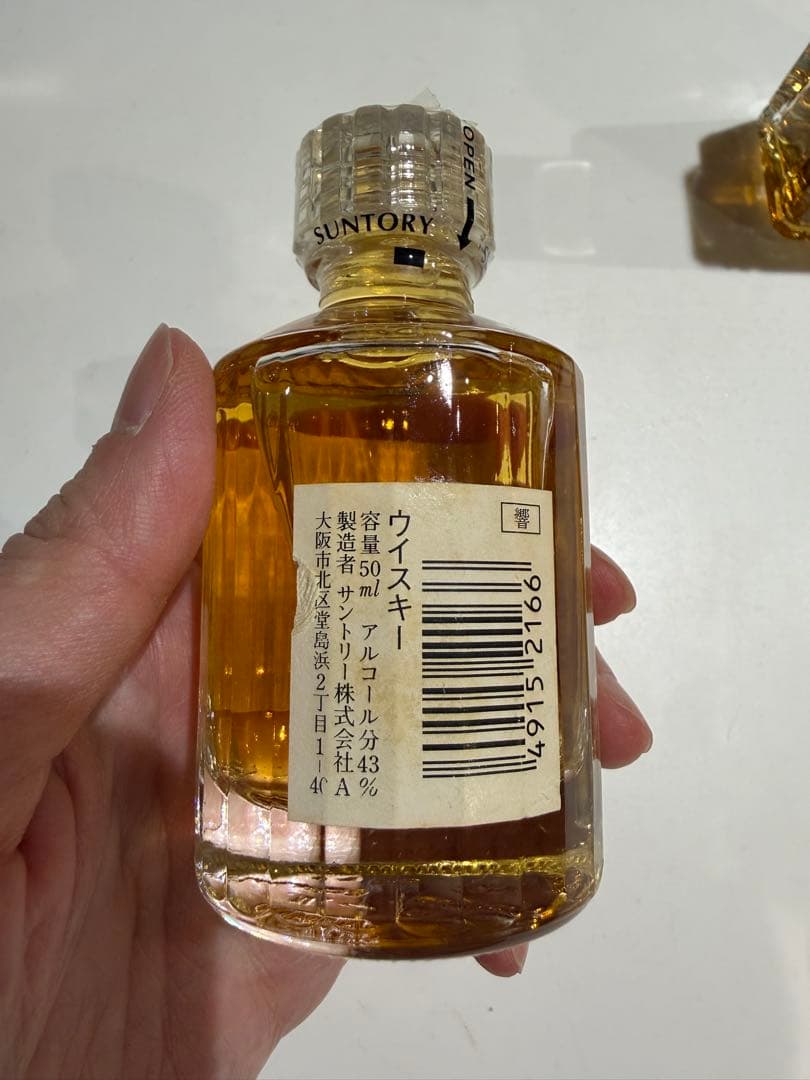 OPEN
SUNTORY
響
ウイスキー
容量50ml アルコール分43%
製造者 サントリー株式会社A
大阪市北区堂島浜2丁目1-40
4915 2166